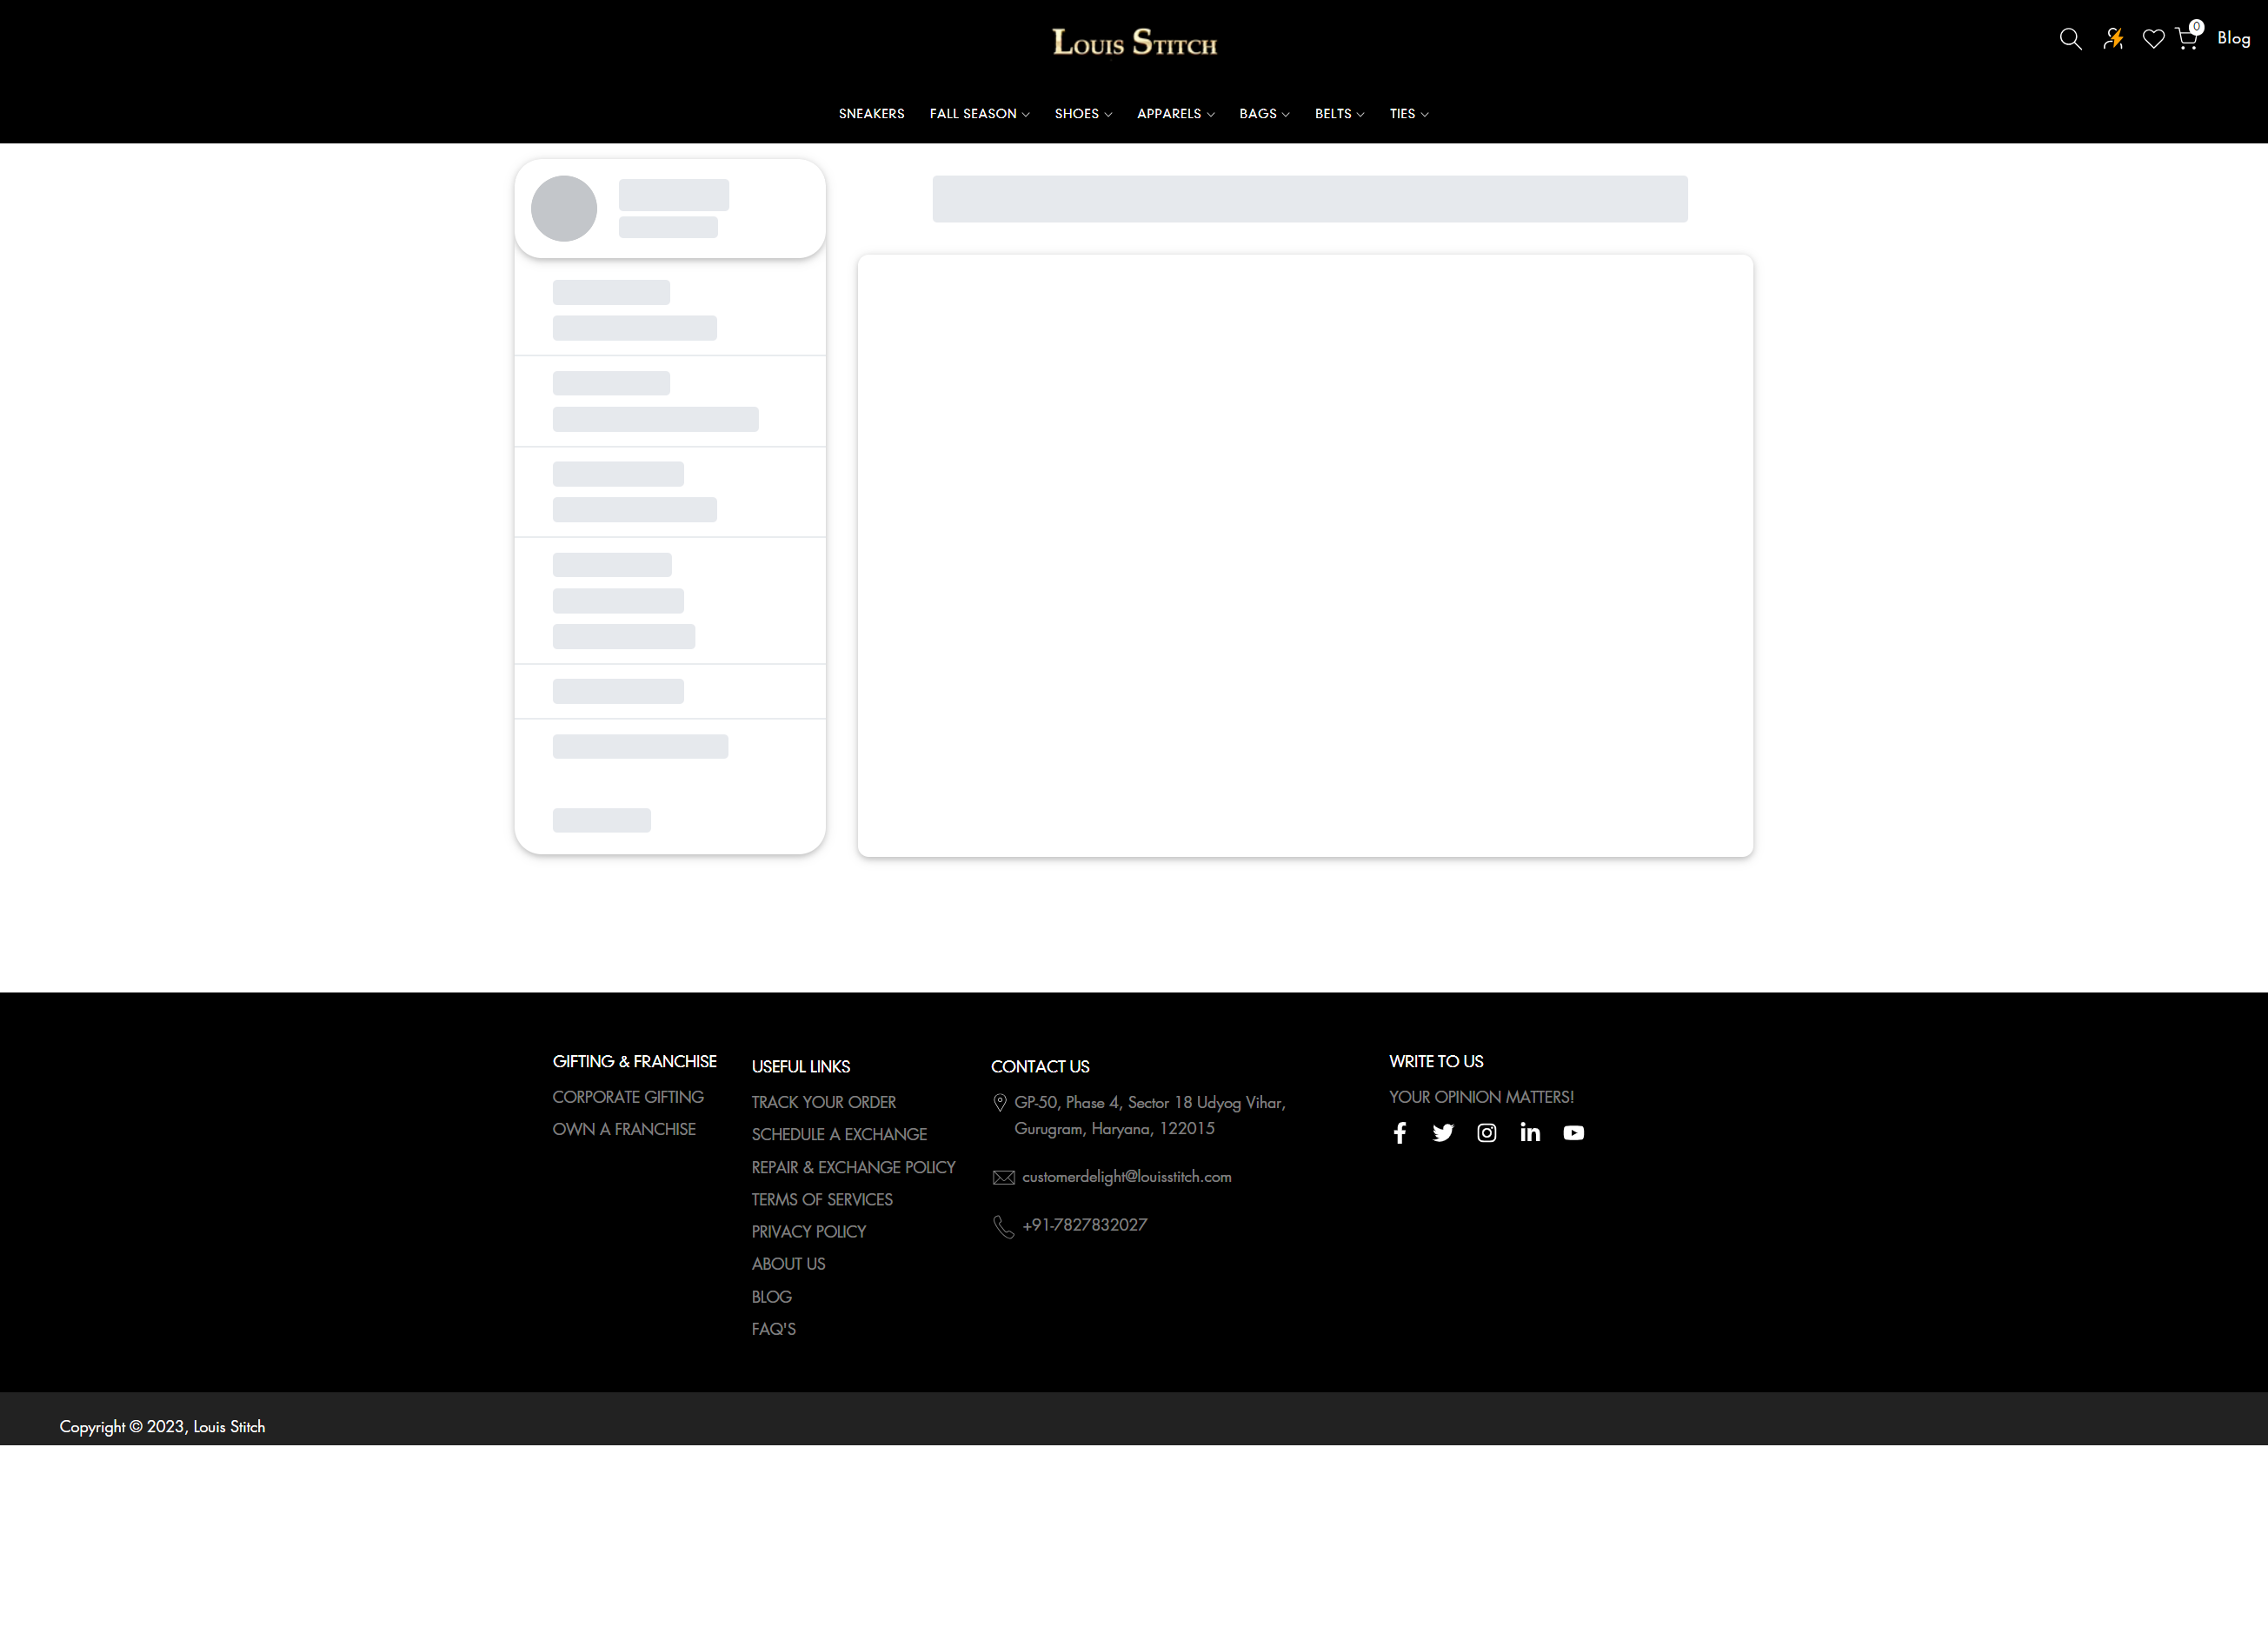 LOUIS STITCH
0
Blog
SNEAKERS
FALL SEASON
SHOES
APPARELS
BAGS
BELTS
TIES
GIFTING & FRANCHISE
CORPORATE GIFTING
OWN A FRANCHISE
USEFUL LINKS
TRACK YOUR ORDER
SCHEDULE A EXCHANGE
REPAIR & EXCHANGE POLICY
TERMS OF SERVICES
PRIVACY POLICY
ABOUT US
BLOG
FAQ'S
CONTACT US
GP-50, Phase 4, Sector 18 Udyog Vihar,
Gurugram, Haryana, 122015
customerdelight@louisstitch.com
+91-7827832027
WRITE TO US
YOUR OPINION MATTERS!
Copyright © 2023, Louis Stitch